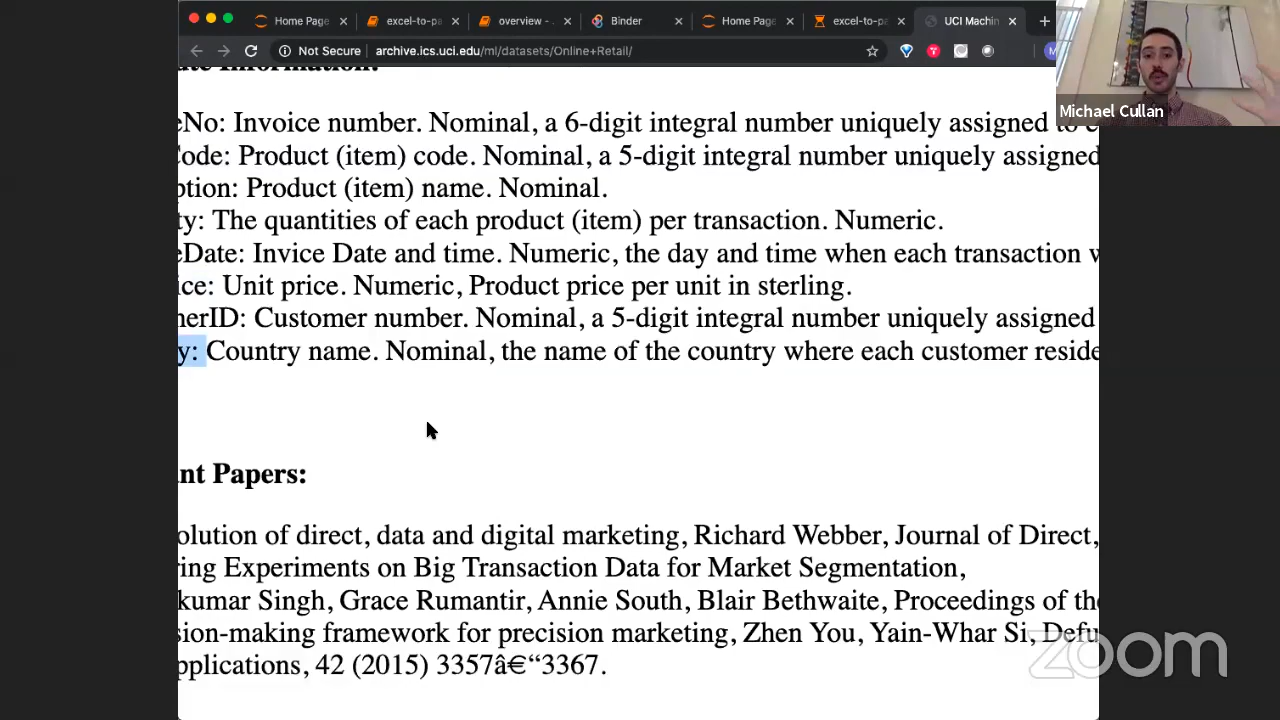 Home Page
excel-to-pa
overview - .
Binder
Home Page
excel-to-pa
UCI Machin
Not Secure
archive.ics.uci.edu/ml/datasets/Online+Retail/
Michael Cullan
Information:
eNo: Invoice number. Nominal, a 6-digit integral number uniquely assigned to
Code: Product (item) code. Nominal, a 5-digit integral number uniquely assigned
ption: Product (item) name. Nominal.
ty: The quantities of each product (item) per transaction. Numeric.
eDate: Invice Date and time. Numeric, the day and time when each transaction w
ice: Unit price. Numeric, Product price per unit in sterling.
nerID: Customer number. Nominal, a 5-digit integral number uniquely assigned
y: Country name. Nominal, the name of the country where each customer reside
nt Papers:
olution of direct, data and digital marketing, Richard Webber, Journal of Direct,
ring Experiments on Big Transaction Data for Market Segmentation,
kumar Singh, Grace Rumantir, Annie South, Blair Bethwaite, Proceedings of the
sion-making framework for precision marketing, Zhen You, Yain-Whar Si, Defu
pplications, 42 (2015) 3357â€“3367.
zoom